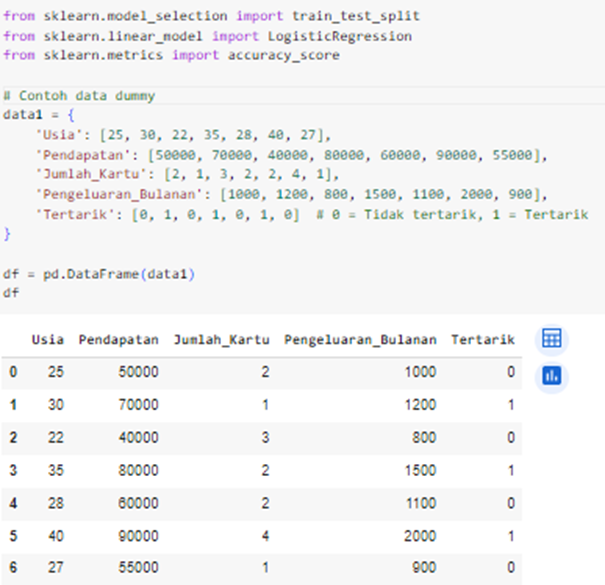 from sklearn.model_selection import train_test_split
from sklearn.linear_model import LogisticRegression
from sklearn.metrics import accuracy_score
# Contoh data dummy
data1 = {
    'Usia': [25, 30, 22, 35, 28, 40, 27],
    'Pendapatan': [50000, 70000, 40000, 80000, 60000, 90000, 55000],
    'Jumlah_Kartu': [2, 1, 3, 2, 2, 4, 1],
    'Pengeluaran_Bulanan': [1000, 1200, 800, 1500, 1100, 2000, 900],
    'Tertarik': [0, 1, 0, 1, 0, 1, 0]  # 0 = Tidak tertarik, 1 = Tertarik
}
df = pd.DataFrame(data1)
df
Usia Pendapatan Jumlah_Kartu Pengeluaran_Bulanan Tertarik
0 25 50000 2 1000 0
1 30 70000 1 1200 1
2 22 40000 3 800 0
3 35 80000 2 1500 1
4 28 60000 2 1100 0
5 40 90000 4 2000 1
6 27 55000 1 900 0